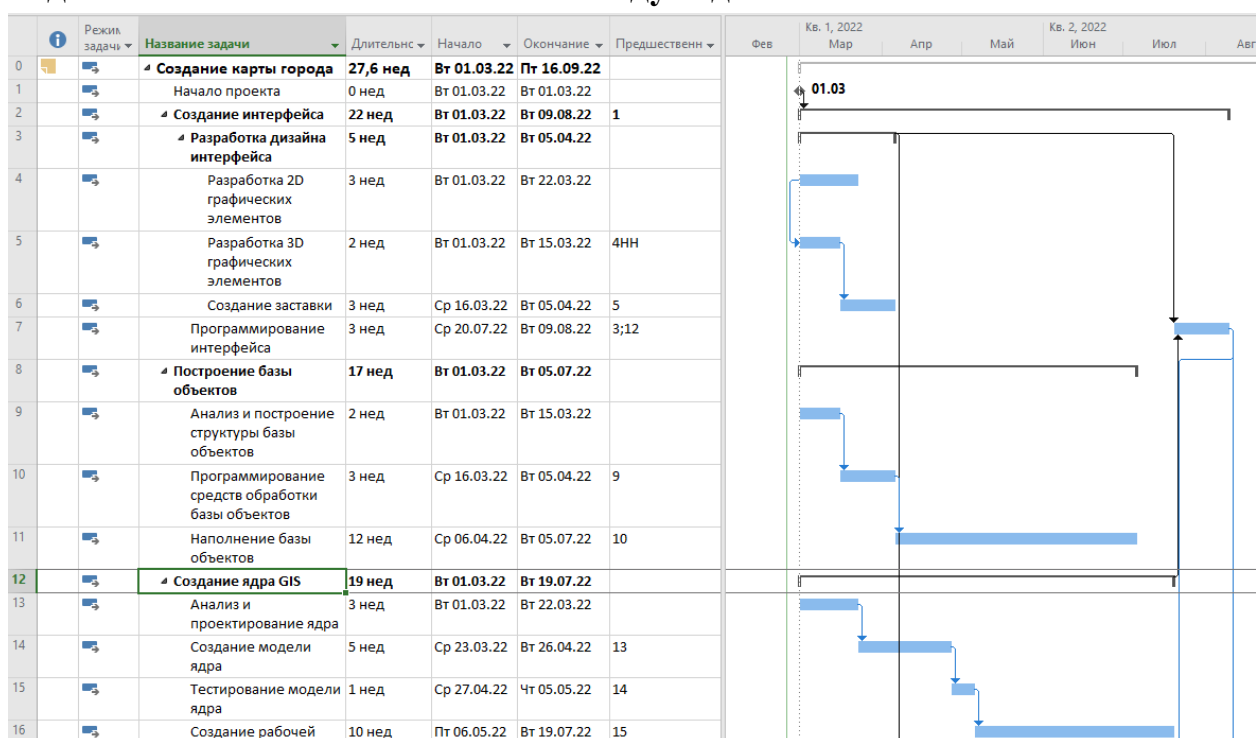 Режим
задачи Название задачи Длительнс Начало Окончание Предшественн
Кв. 1, 2022 Кв. 2, 2022
Фев Мар Апр Май Июн Июл Авг
0 Создание карты города 27,6 нед Вт 01.03.22 Пт 16.09.22
1 Начало проекта 0 нед Вт 01.03.22 Вт 01.03.22 01.03
2 Создание интерфейса 22 нед Вт 01.03.22 Вт 09.08.22 1
3 Разработка дизайна 5 нед Вт 01.03.22 Вт 05.04.22
интерфейса
4 Разработка 2D 3 нед Вт 01.03.22 Вт 22.03.22
графических
элементов
5 Разработка 3D 2 нед Вт 01.03.22 Вт 15.03.22 4НН
графических
элементов
6 Создание заставки 3 нед Ср 16.03.22 Вт 05.04.22 5
7 Программирование 3 нед Ср 20.07.22 Вт 09.08.22 3;12
интерфейса
8 Построение базы 17 нед Вт 01.03.22 Вт 05.07.22
объектов
9 Анализ и построение 2 нед Вт 01.03.22 Вт 15.03.22
структуры базы
объектов
10 Программирование 3 нед Ср 16.03.22 Вт 05.04.22 9
средств обработки
базы объектов
11 Наполнение базы 12 нед Ср 06.04.22 Вт 05.07.22 10
объектов
12 Создание ядра GIS 19 нед Вт 01.03.22 Вт 19.07.22
13 Анализ и 3 нед Вт 01.03.22 Вт 22.03.22
проектирование ядра
14 Создание модели 5 нед Ср 23.03.22 Вт 26.04.22 13
ядра
15 Тестирование модели 1 нед Ср 27.04.22 Чт 05.05.22 14
ядра
16 Создание рабочей 10 нед Пт 06.05.22 Вт 19.07.22 15